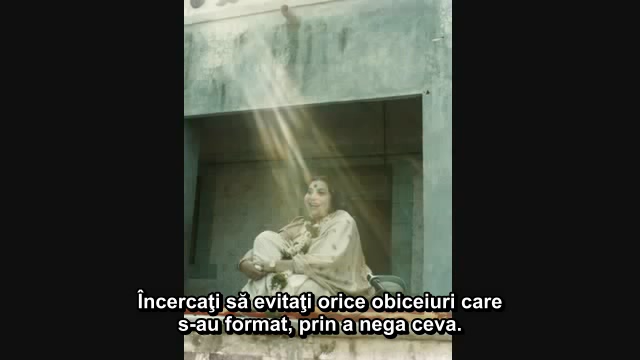 Încercaţi să evitaţi orice obiceiuri care
s-au format, prin a nega ceva.